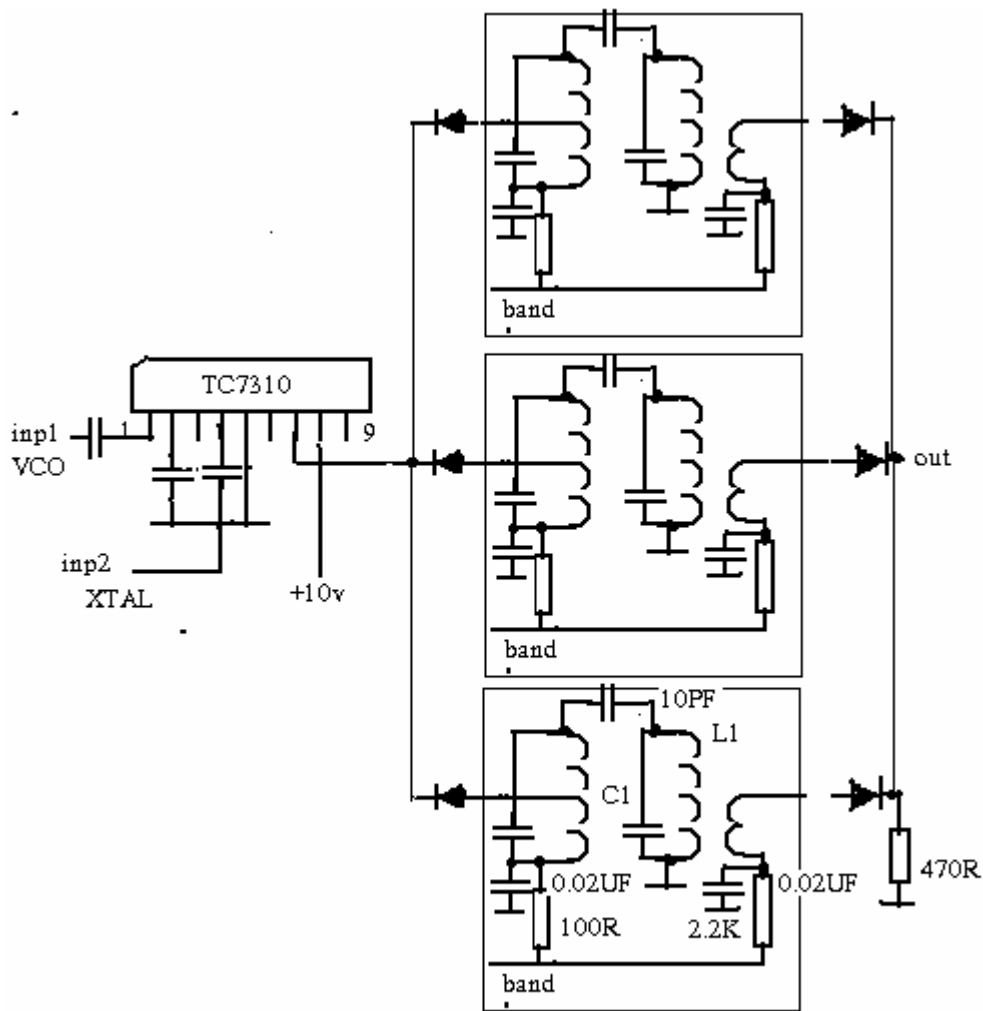 band
TC7310
inp1
1
9
VCO
out
inp2
XTAL
+10v
band
10PF
L1
C1
0.02UF
0.02UF
470R
100R
2.2K
band